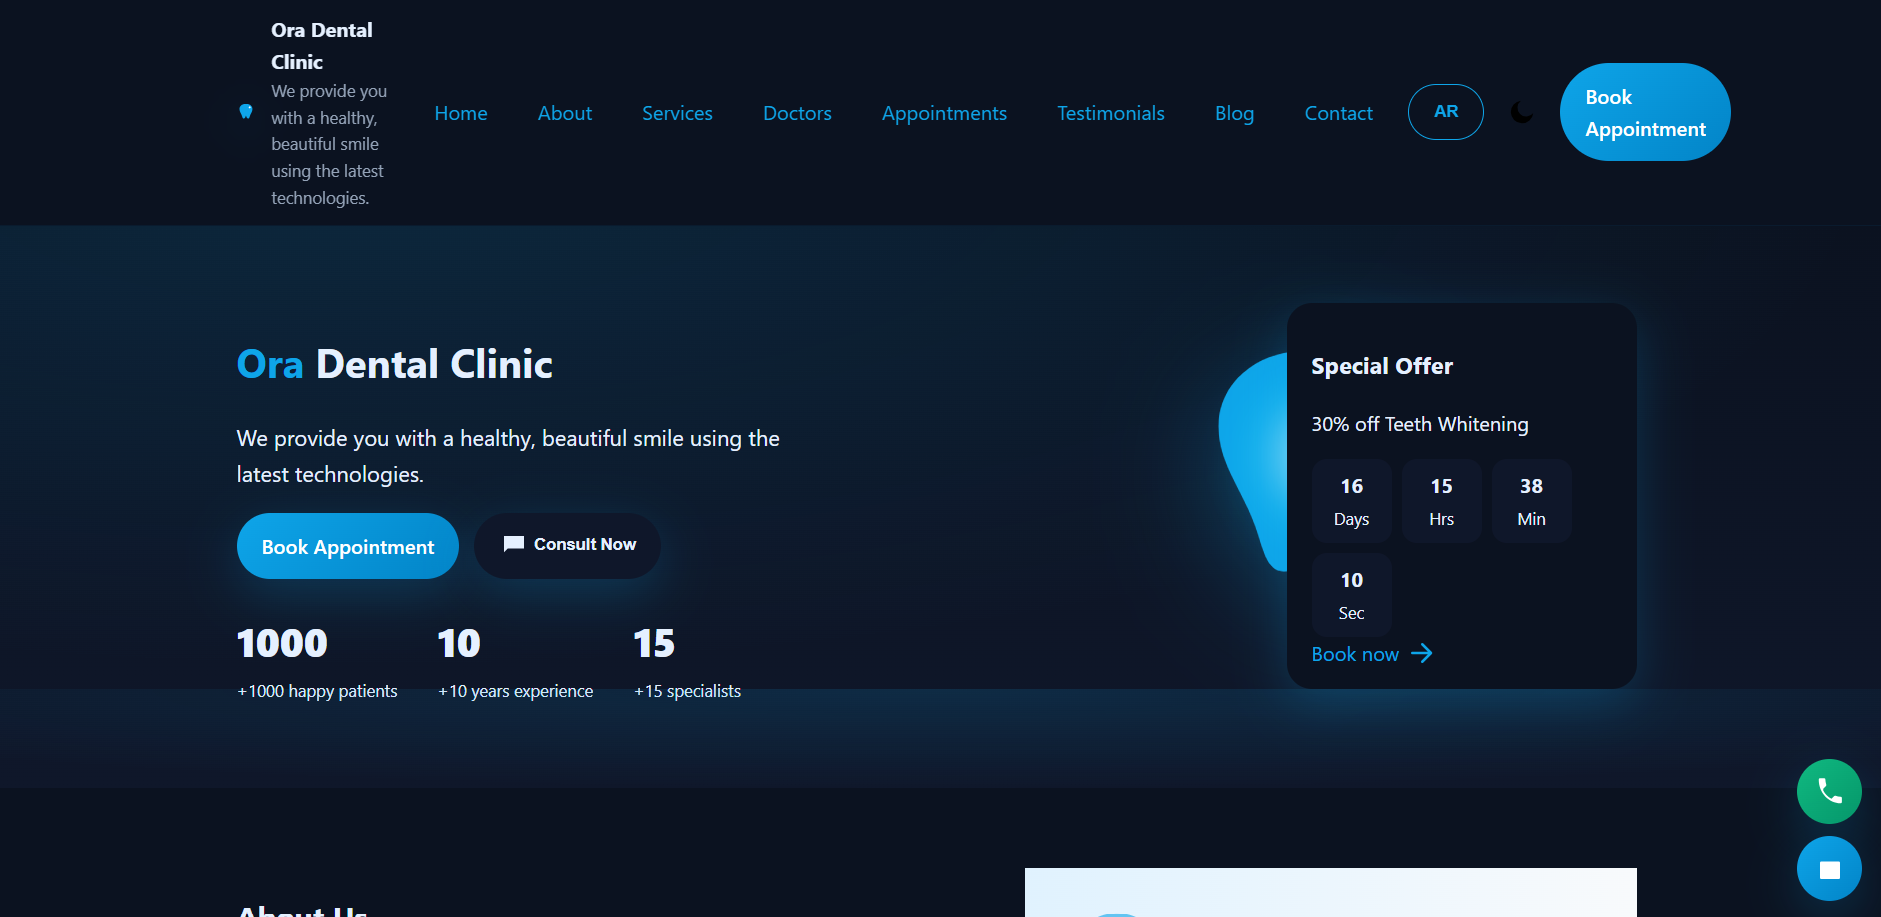 Ora Dental
Clinic
We provide you
with a healthy,
beautiful smile
using the latest
technologies.
Home
About
Services
Doctors
Appointments
Testimonials
Blog
Contact
AR
Book
Appointment
Ora Dental Clinic
We provide you with a healthy, beautiful smile using the
latest technologies.
Book Appointment
Consult Now
1000
+1000 happy patients
10
+10 years experience
15
+15 specialists
Special Offer
30% off Teeth Whitening
16
Days
15
Hrs
38
Min
10
Sec
Book now
About Us